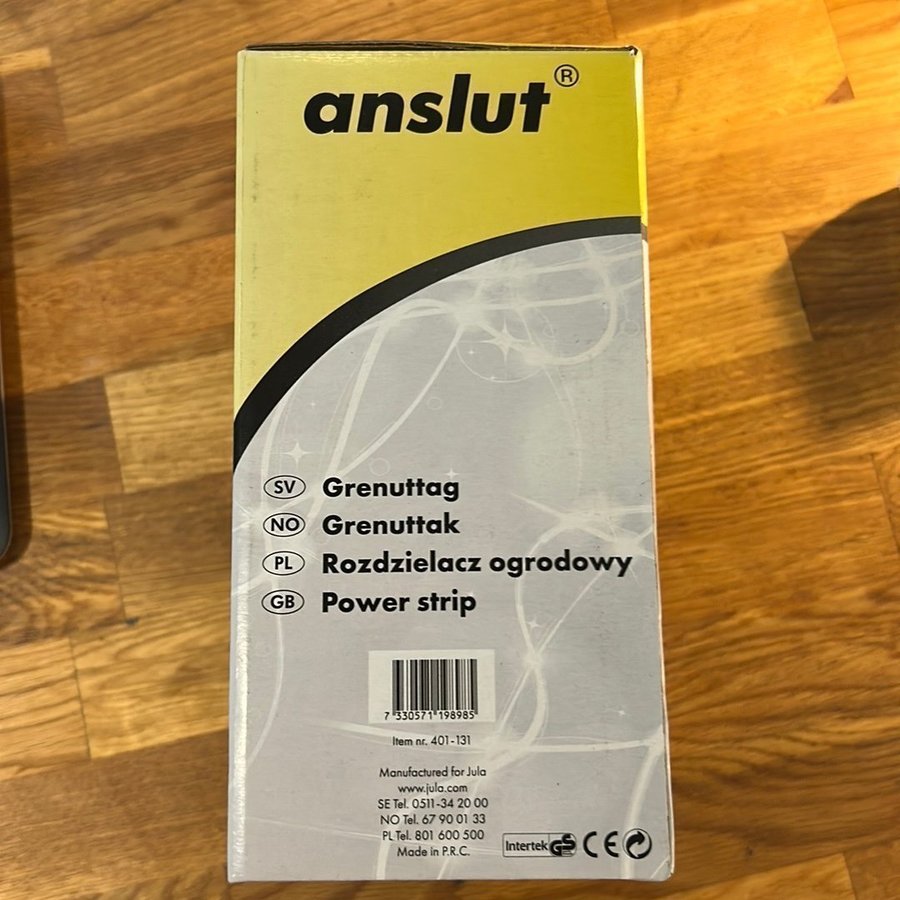 anslut®
SV Grenuttag
NO Grenuttak
PL Rozdzielacz ogrodowy
GB Power strip
7 330571 198985
Item nr. 401-131
Manufactured for Jula
www.jula.com
SE Tel. 0511-34 20 00
NO Tel. 67 90 01 33
PL Tel. 801 600 500
Made in P.R.C.
Intertek GS CE